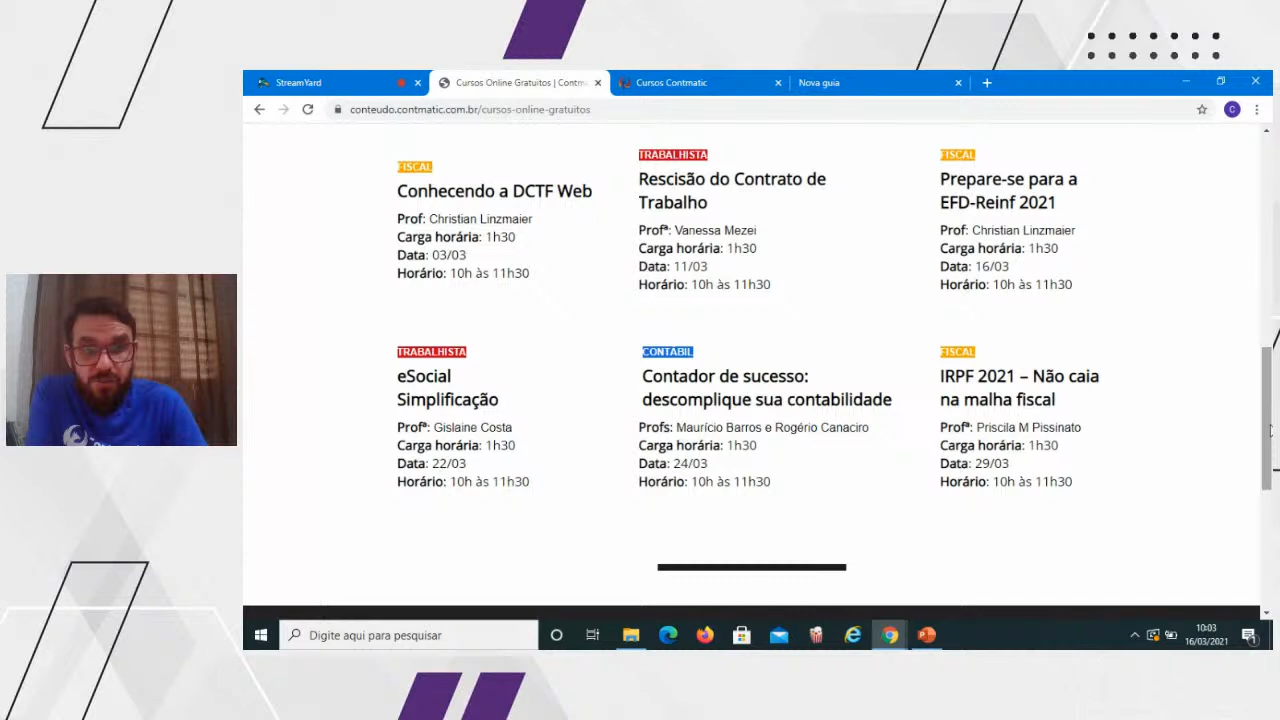 StreamYard
Cursos Online Gratuitos | Contm
Cursos Contmatic
Nova guia
conteudo.contmatic.com.br/cursos-online-gratuitos
C
FISCAL
Conhecendo a DCTF Web
Prof: Christian Linzmaier
Carga horária: 1h30
Data: 03/03
Horário: 10h às 11h30
TRABALHISTA
Rescisão do Contrato de
Trabalho
Profª: Vanessa Mezei
Carga horária: 1h30
Data: 11/03
Horário: 10h às 11h30
FISCAL
Prepare-se para a
EFD-Reinf 2021
Prof: Christian Linzmaier
Carga horária: 1h30
Data: 16/03
Horário: 10h às 11h30
TRABALHISTA
eSocial
Simplificação
Profª: Gislaine Costa
Carga horária: 1h30
Data: 22/03
Horário: 10h às 11h30
CONTÁBIL
Contador de sucesso:
descomplique sua contabilidade
Profs: Maurício Barros e Rogério Canaciro
Carga horária: 1h30
Data: 24/03
Horário: 10h às 11h30
FISCAL
IRPF 2021 – Não caia
na malha fiscal
Profª: Priscila M Pissinato
Carga horária: 1h30
Data: 29/03
Horário: 10h às 11h30
Digite aqui para pesquisar
10:03
16/03/2021